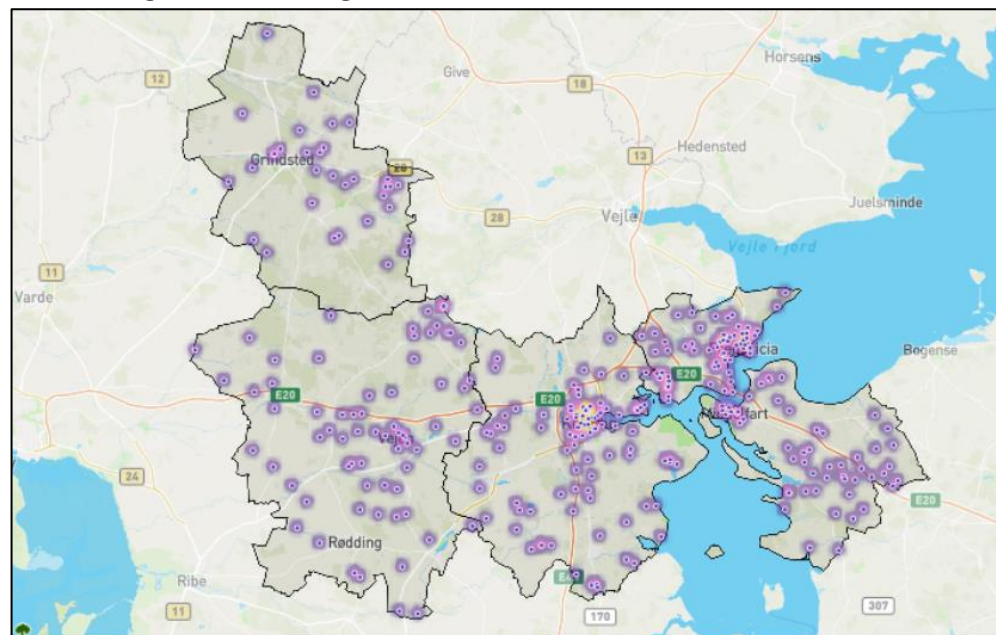 Horsens
12
Give
18
Hedensted
13
Grindsted
28
Juelsminde
Vejle
28
Vejle Fjord
11
Varde
Bogense
E20
E20
E20
24
E20
Rødding
Ribe
11
170
307